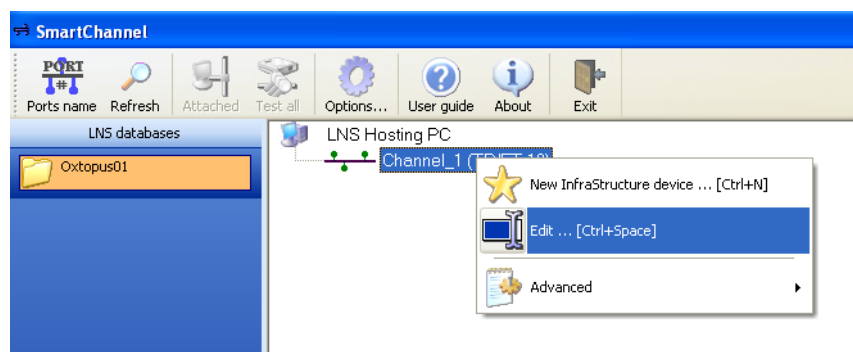 SmartChannel
PORT
#
Ports name Refresh Attached Test all Options... User guide About Exit
LNS databases
Oxtopus01
LNS Hosting PC
Channel_1
New InfraStructure device ... [Ctrl+N]
Edit ... [Ctrl+Space]
Advanced